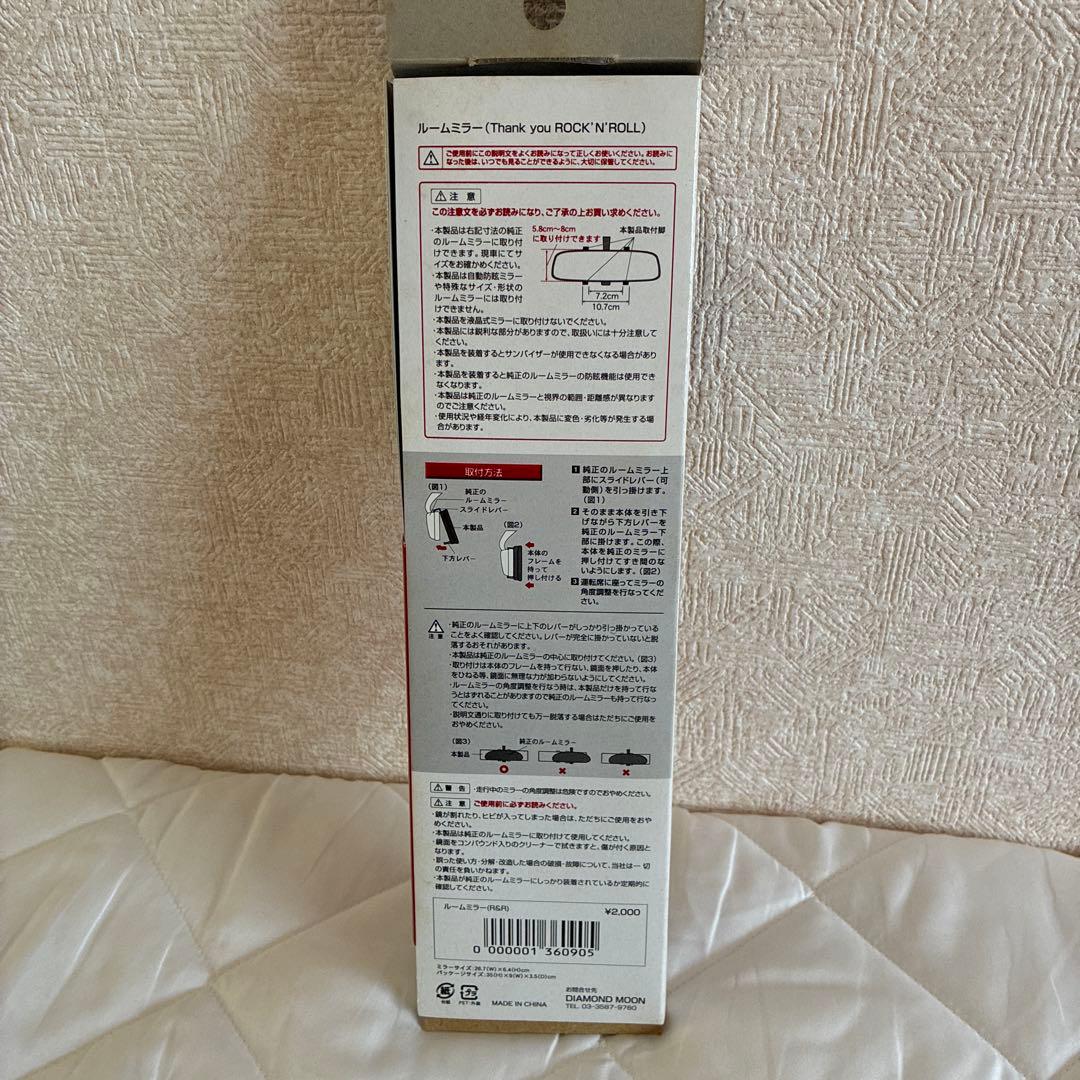 ルームミラー(Thank you ROCK'N'ROLL)
ご使用前にこの説明文をよくお読みになって正しくお使いください。お読みに
なった後は、いつでも見ることができるように、大切に保管してください。
注 意
この注意文を必ずお読みになり、ご了承の上お買い求めください。
・本製品は右記寸法の純正
のルームミラーに取り付
けできます。現車にてサ
イズをお確かめください。
・本製品は自動防眩ミラー
や特殊なサイズ・形状の
ルームミラーには取り付
けできません。
5.8cm〜8cm
に取り付けできます
本製品取付脚
7.2cm
10.7cm
・本製品を液晶式ミラーに取り付けないでください。
・本製品には鋭利な部分がありますので、取扱いには十分注意して
ください。
・本製品を装着するとサンバイザーが使用できなくなる場合があり
ます。
・本製品を装着すると純正のルームミラーの防眩機能は使用でき
なくなります。
・本製品は純正のルームミラーと視界の範囲・距離感が異なります
のでご注意ください。
・使用状況や経年変化により、本製品に変色・劣化等が発生する場
合があります。
取付方法
(図1)
純正の
ルームミラー
スライドレバー
本製品
下方レバー
(図2)
本体の
フレームを
持って
押し付ける
1 純正のルームミラー上
部にスライドレバー(可
動側)を引っ掛けます。
(図1)
2 そのまま本体を引き下
げながら下方レバーを
純正のルームミラー下
部に掛けます。この際、
本体を純正のミラーに
押し付けてすき間のな
いようにします。(図2)
3 運転席に座ってミラーの
角度調整を行なってくだ
さい。
注 意
・純正のルームミラーに上下のレバーがしっかり引っ掛かっている
ことをよく確認してください。レバーが完全に掛かっていないと脱
落するおそれがあります。
・本製品は純正のルームミラーの中心に取り付けてください。(図3)
・取り付けは本体のフレームを持って行ない、鏡面を押したり、本体
をひねる等、鏡面に無理な力が加わらないようにしてください。
・ルームミラーの角度調整を行なう時は、本製品だけを持って行な
うとはずれることがありますので純正のルームミラーも持って行なっ
てください。
・説明文通りに取り付けても万一脱落する場合はただちにご使用を
おやめください。
(図3)
純正のルームミラー
本製品
警 告
・走行中のミラーの角度調整は危険ですのでおやめください。
注 意
ご使用前に必ずお読みください。
・鏡が割れたり、ヒビが入ってしまった場合は、ただちにご使用をおや
めください。
・本製品は純正のルームミラーに取り付けて使用してください。
・鏡面をコンパウンド入りのクリーナーで拭きますと、傷が付く原因と
なります。
・誤った使い方・分解・改造した場合の破損・故障について、当社は一切
の責任を負いかねます。
・本製品が純正のルームミラーにしっかり装着されているか定期的に
確認してください。
ルームミラー(R&R)
¥2,000
0 000001 360905
ミラーサイズ:26.7(W)×6.4(H)cm
パッケージサイズ:35(H)×9(W)×3.5(D)cm
紙
プラ
PET・外装
MADE IN CHINA
お問合せ先
DIAMOND MOON
TEL. 03-3587-9760